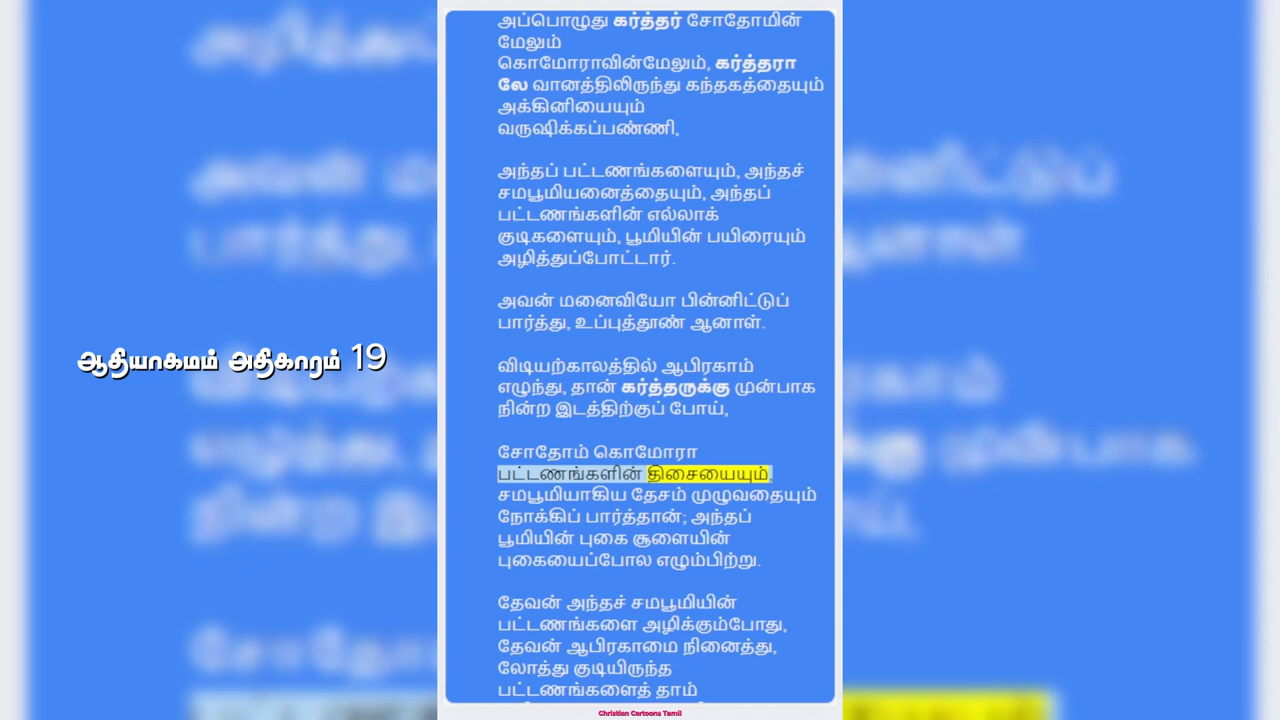 அப்பொழுது கர்த்தர் சோதோமின்
மேலும்
கொமோராவின்மேலும், கர்த்தரா
லே வானத்திலிருந்து கந்தகத்தையும்
அக்கினியையும்
வருஷிக்கப்பண்ணி,
அந்தப் பட்டணங்களையும், அந்தச்
சமபூமியனைத்தையும், அந்தப்
பட்டணங்களின் எல்லாக்
குடிகளையும், பூமியின் பயிரையும்
அழித்துப்போட்டார்.
அவன் மனைவியோ பின்னிட்டுப்
பார்த்து, உப்புத்தூண் ஆனாள்.
ஆதியாகமம் அதிகாரம் 19
விடியற்காலத்தில் ஆபிரகாம்
எழுந்து, தான் கர்த்தருக்கு முன்பாக
நின்ற இடத்திற்குப் போய்,
சோதோம் கொமோரா
பட்டணங்களின் திசையையும்,
சமபூமியாகிய தேசம் முழுவதையும்
நோக்கிப் பார்த்தான்; அந்தப்
பூமியின் புகை சூளையின்
புகையைப்போல எழும்பிற்று.
தேவன் அந்தச் சமபூமியின்
பட்டணங்களை அழிக்கும்போது,
தேவன் ஆபிரகாமை நினைத்து,
லோத்து குடியிருந்த
பட்டணங்களைத் தாம்
Christian Cartoons Tamil